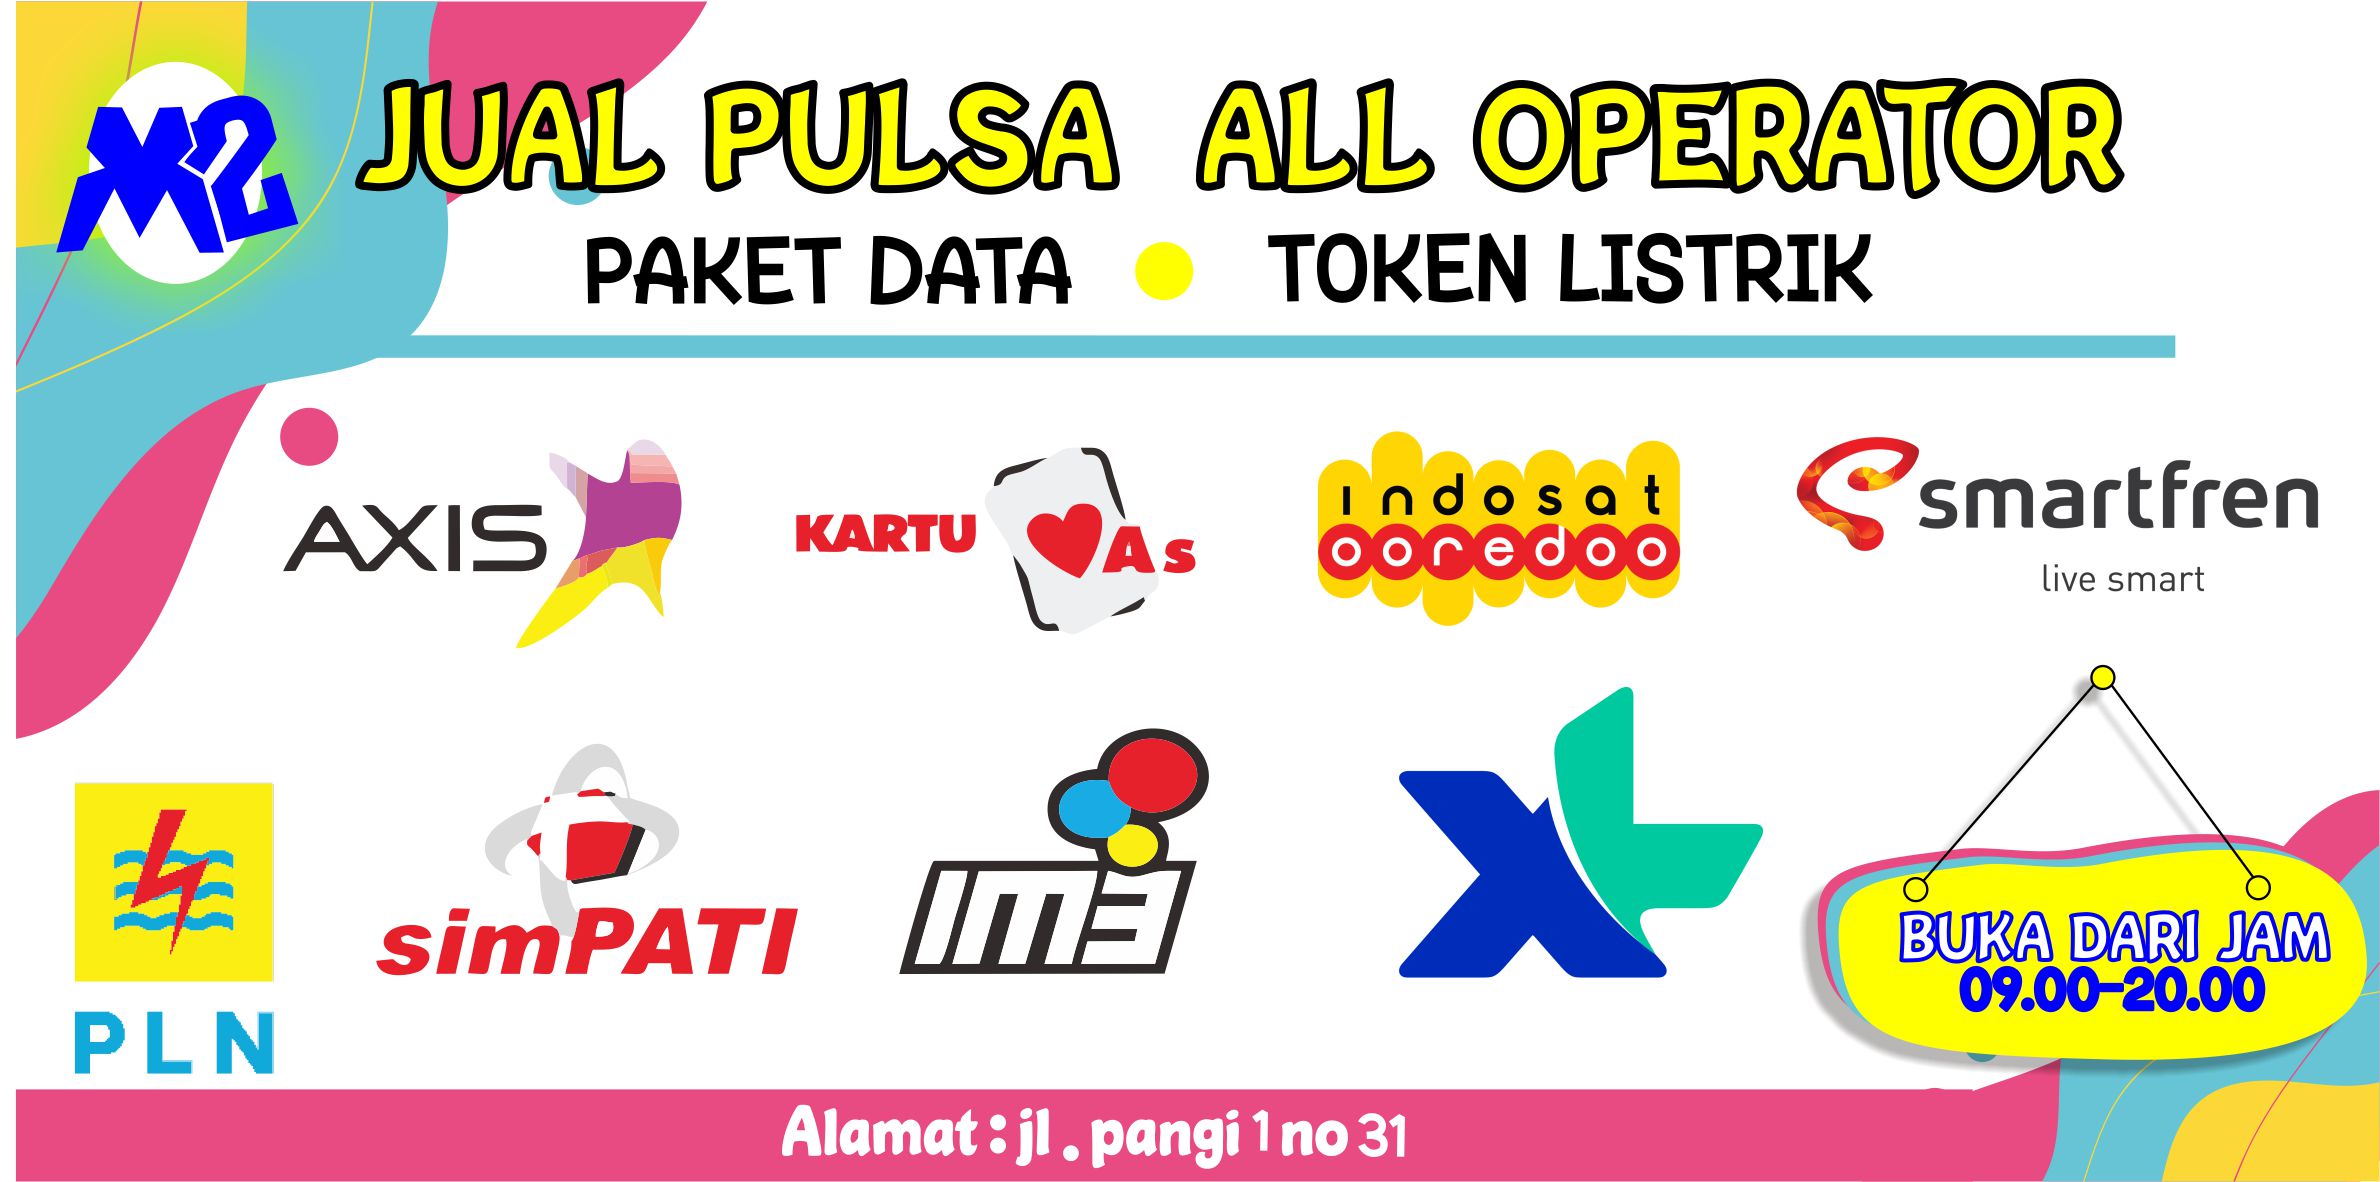 M2
JUAL PULSA ALL OPERATOR
PAKET DATA TOKEN LISTRIK
AXIS
KARTU As
indosat
ooredoo
smartfren
live smart
PLN
simPATI
IM3
XL
BUKA DARI JAM
09.00-20.00
Alamat : jl . pangi 1 no 31